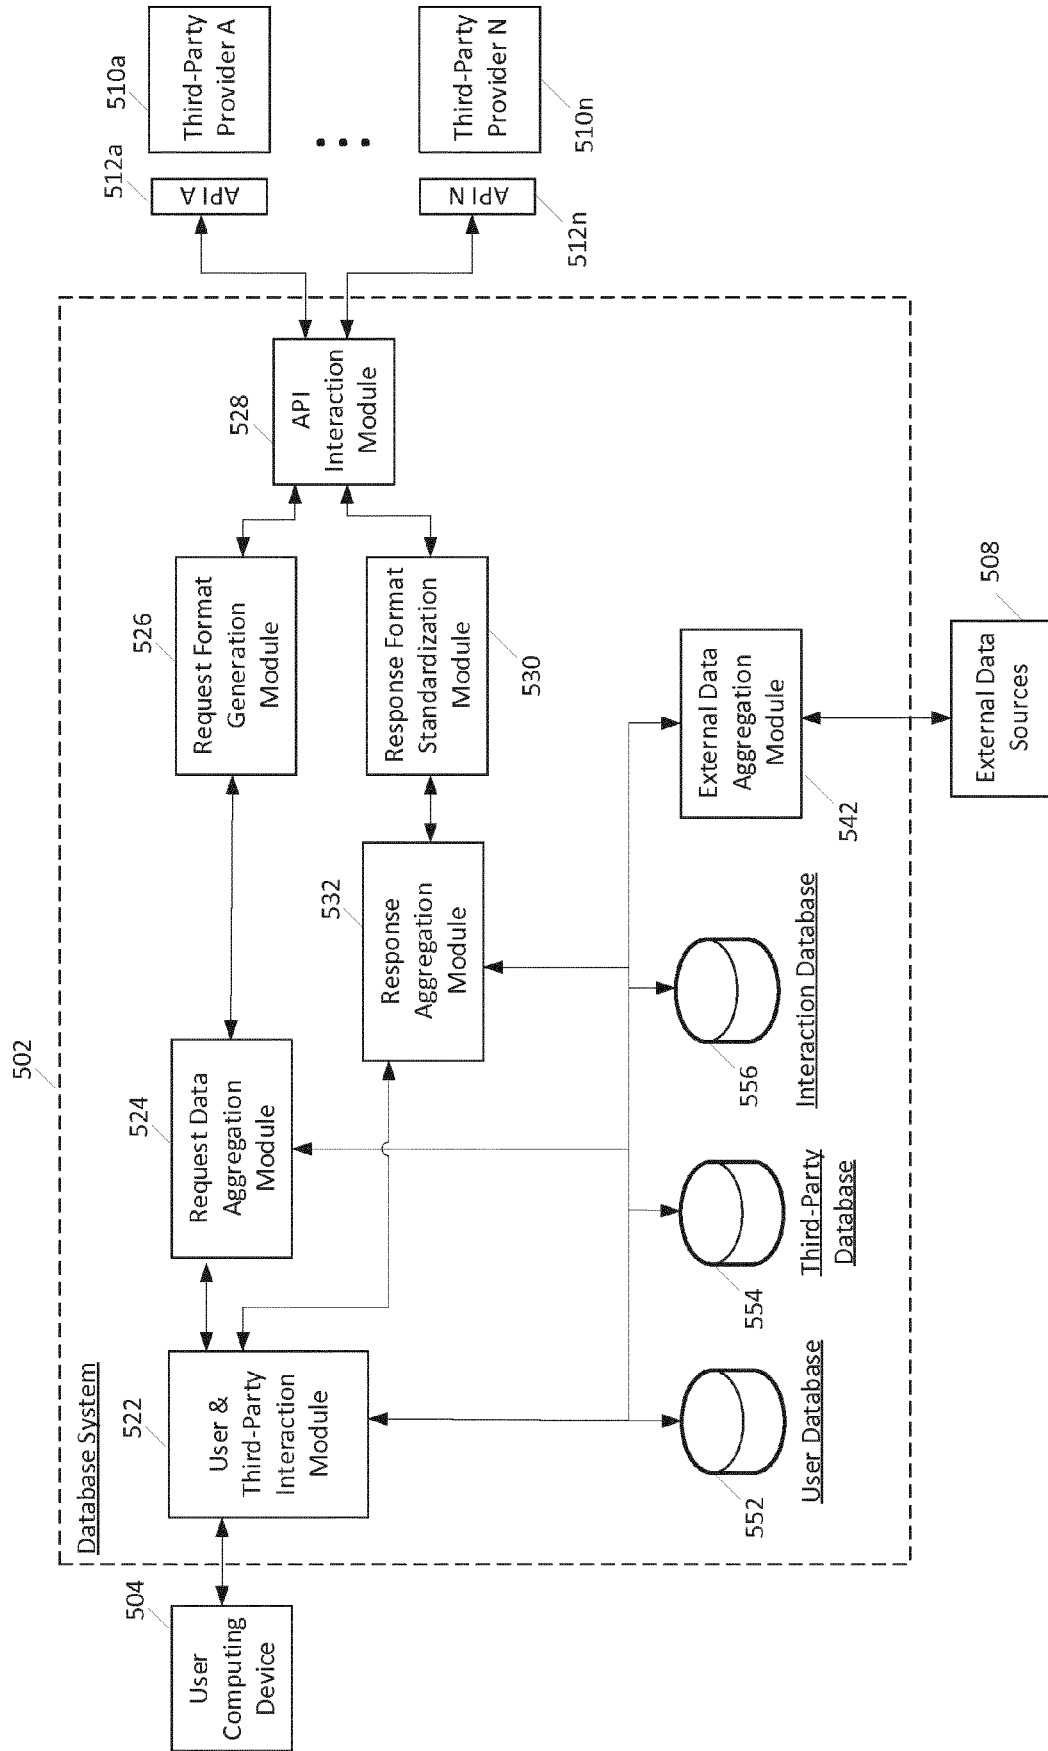 502
Database System
504
User
Computing
Device
522
User &
Third-Party
Interaction
Module
524
Request Data
Aggregation
Module
526
Request Format
Generation
Module
528
API
Interaction
Module
512a
API A
510a
Third-Party
Provider A
API N
512n
Third-Party
Provider N
510n
532
Response
Aggregation
Module
Response Format
Standardization
Module
530
552
User Database
554
Third-Party
Database
556
Interaction Database
External Data
Aggregation
Module
542
508
External Data
Sources